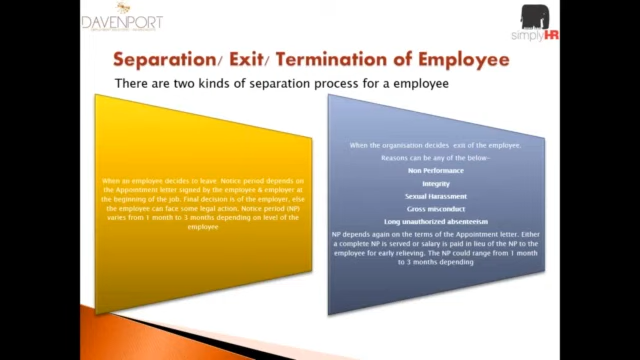 DAVENPORT
simplyHR
Separation/ Exit/ Termination of Employee
There are two kinds of separation process for a employee
When an employee decides to leave. Notice period depends on
the Appointment letter signed by the employee & employer at
the beginning of the job. Final decision is of the employer, else
the employee can face some legal action. Notice period (NP)
varies from 1 month to 3 months depending on level of the
employee
When the organisation decides exit of the employee.
Reasons can be any of the below-
Non Performance
Integrity
Sexual Harassment
Gross misconduct
Long unauthorized absenteeism
NP depends again on the terms of the Appointment letter. Either
a complete NP is served or salary is paid in lieu of the NP to the
employee for early relieving. The NP could range from 1 month
to 3 months depending